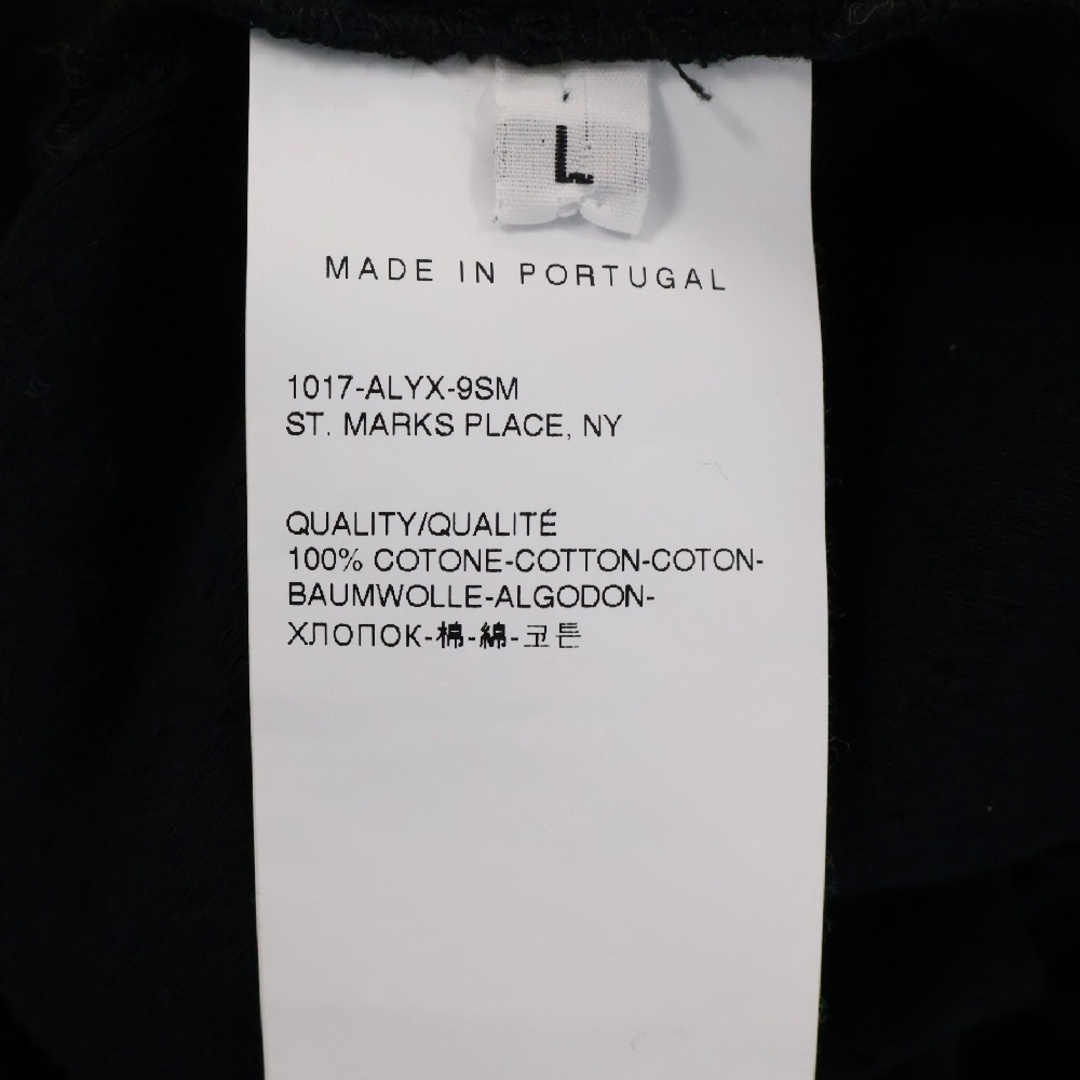 L
MADE IN PORTUGAL
1017-ALYX-9SM
ST. MARKS PLACE, NY
QUALITY/QUALITÉ
100% COTONE-COTTON-COTON-
BAUMWOLLE-ALGODON-
ХЛОПОК-棉-綿-코튼